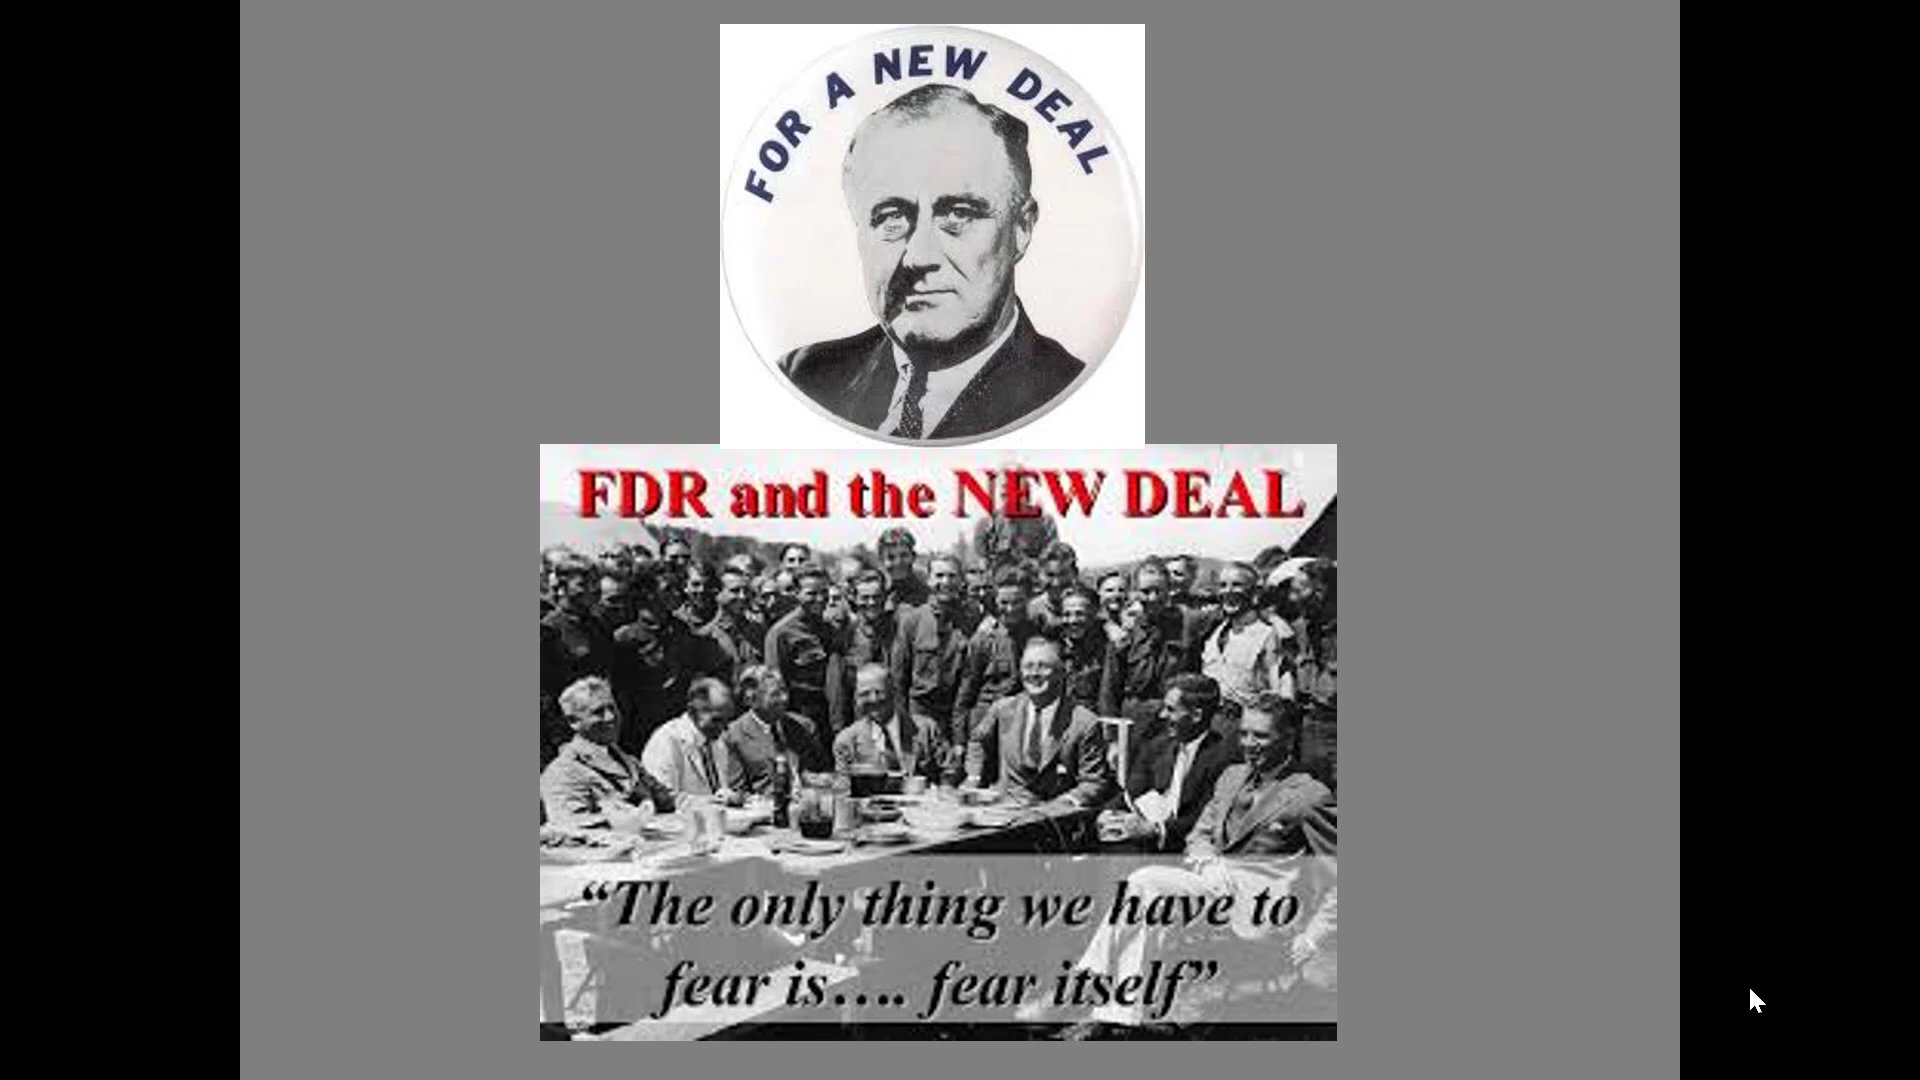 FOR A NEW DEAL
FDR and the NEW DEAL
“The only thing we have to
fear is…. fear itself”